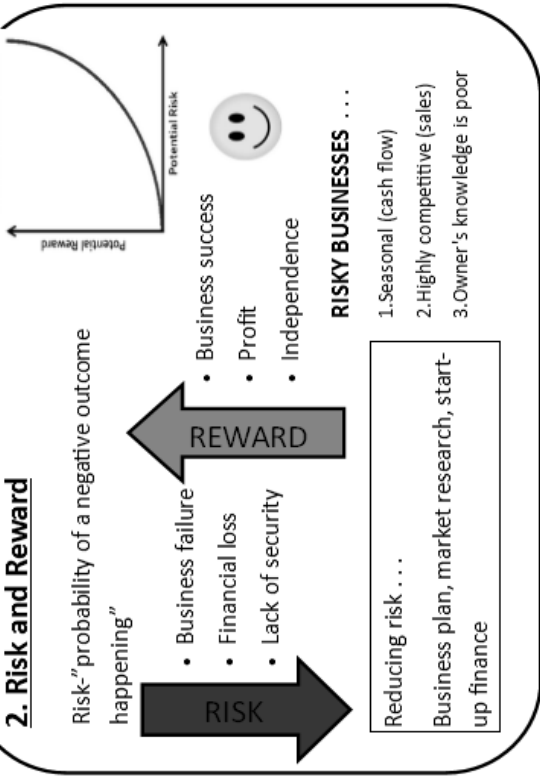 2. Risk and Reward
Risk-"probability of a negative outcome
happening"
Potential Reward
Potential Risk
RISK
• Business failure
• Financial loss
• Lack of security
REWARD
• Business success
• Profit
• Independence
Reducing risk . . .
Business plan, market research, start-
up finance
RISKY BUSINESSES . . .
1.Seasonal (cash flow)
2.Highly competitive (sales)
3.Owner's knowledge is poor